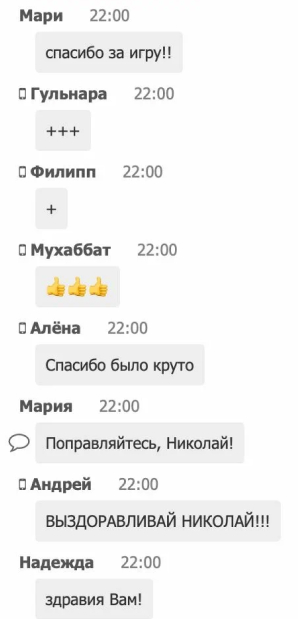 Мари 22:00
спасибо за игру!!
Гульнара 22:00
+++
Филипп 22:00
+
Мухаббат 22:00
👍👍👍
Алёна 22:00
Спасибо было круто
Мария 22:00
Поправляйтесь, Николай!
Андрей 22:00
ВЫЗДОРАВЛИВАЙ НИКОЛАЙ!!!
Надежда 22:00
здравия Вам!